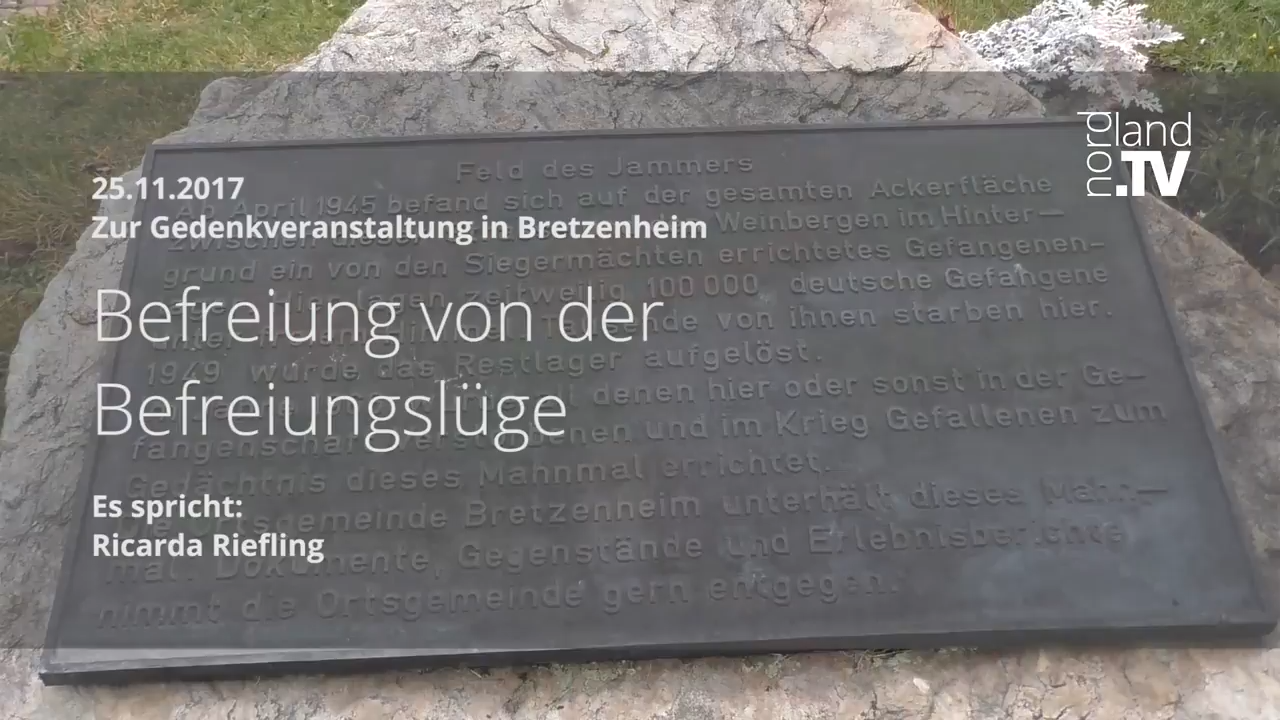 nordland
.TV
Feld des Jammers
25.11.2017
April 1945 befand sich auf der gesamten Ackerfläche
Zur Gedenkveranstaltung in Bretzenheim
Weinbergen im Hinter-
grund ein von den Siegermächten errichtetes Gefangenen-
zeitweilig 100 000 deutsche Gefangene
Befreiung von der
von ihnen starben hier.
1949 wurde das Restlager aufgelöst.
denen hier oder sonst in der Ge-
Befreiungslüge
und im Krieg Gefallenen zum
Gedächtnis dieses Mahnmal errichtet.
Es spricht:
Ortsgemeinde Bretzenheim unterhält dieses Mahn-
Ricarda Riefling
mal. Dokumente, Gegenstände und Erlebnisberichte
nimmt die Ortsgemeinde gern entgegen.